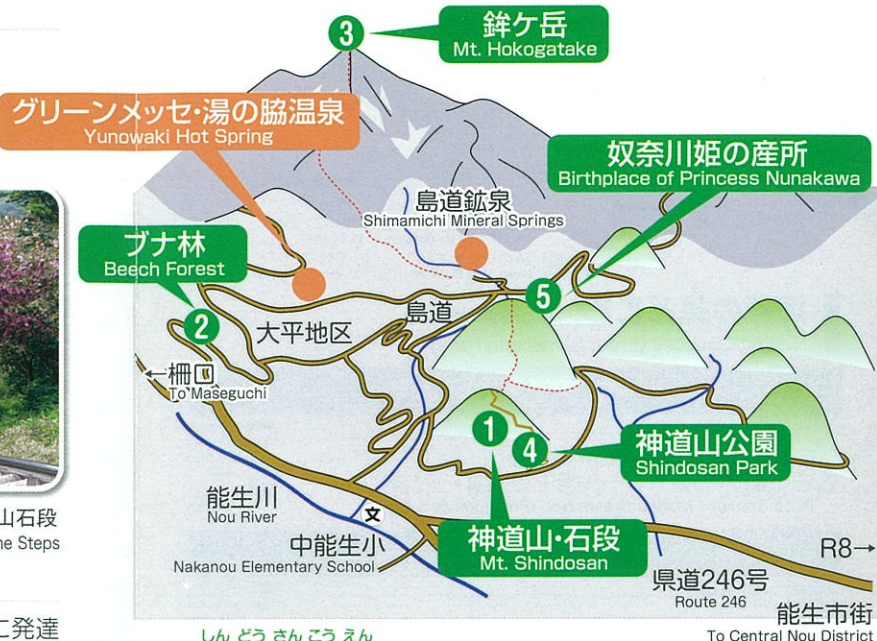 3
鉾ケ岳
Mt. Hokogatake
グリーンメッセ・湯の脇温泉
Yunowaki Hot Spring
奴奈川姫の産所
Birthplace of Princess Nunakawa
島道鉱泉
Shimamichi Mineral Springs
ブナ林
Beech Forest
5
2
島道
大平地区
←柵口
To Maseguchi
1
4
神道山公園
Shindosan Park
能生川
Nou River
文
神道山・石段
Mt. Shindosan
中能生小
Nakanou Elementary School
R8→
県道246号
Route 246
能生市街
To Central Nou District
山石段
ne Steps
に発達
しんどうさんこうえん